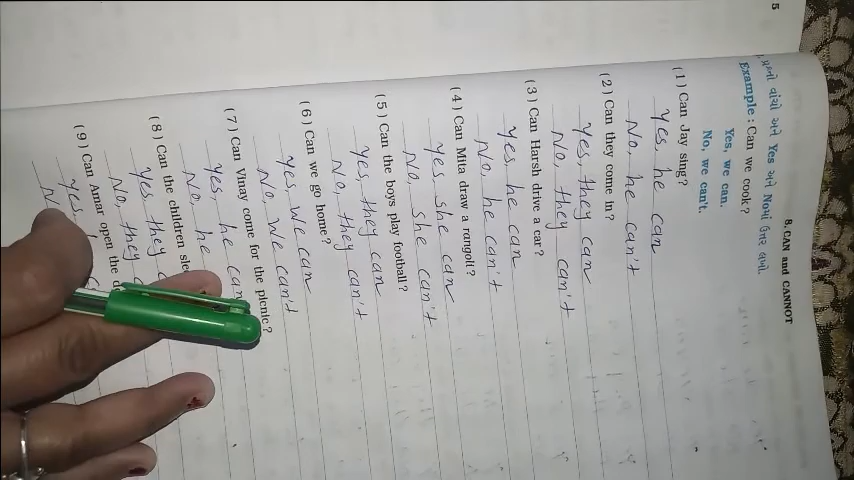 5
8. CAN and CANNOT
પ્રશ્નો વાંચો અને Yes અને Noમાં ઉત્તર લખો.
Example : Can we cook?
Yes, we can.
No, we can't.
(1) Can Jay sing?
Yes, he can
No, he can't
(2) Can they come in?
Yes, they can
No, they can't
(3) Can Harsh drive a car?
Yes, he can
No, he can't
(4) Can Mita draw a rangoli?
Yes, she can
No, she can't
(5) Can the boys play football?
Yes, they can
No, they can't
(6) Can we go home?
Yes, we can
No, we can't
(7) Can Vinay come for the picnic?
Yes, he can
No, he
(8) Can the children
Yes, they
No, they
(9) Can Amar open the
Yes,